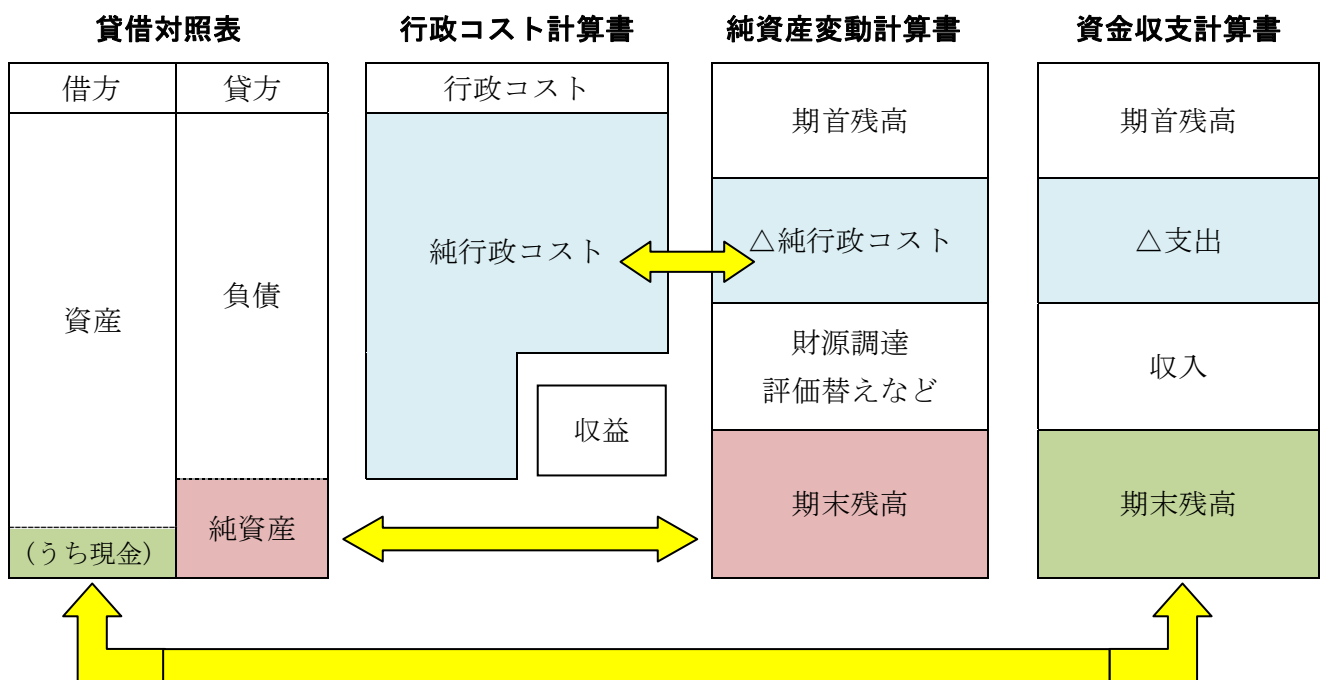 貸借対照表
行政コスト計算書
純資産変動計算書
資金収支計算書
借方
貸方
資産
(うち現金)
負債
純資産
行政コスト
純行政コスト
収益
期首残高
△純行政コスト
財源調達
評価替えなど
期末残高
期首残高
△支出
収入
期末残高